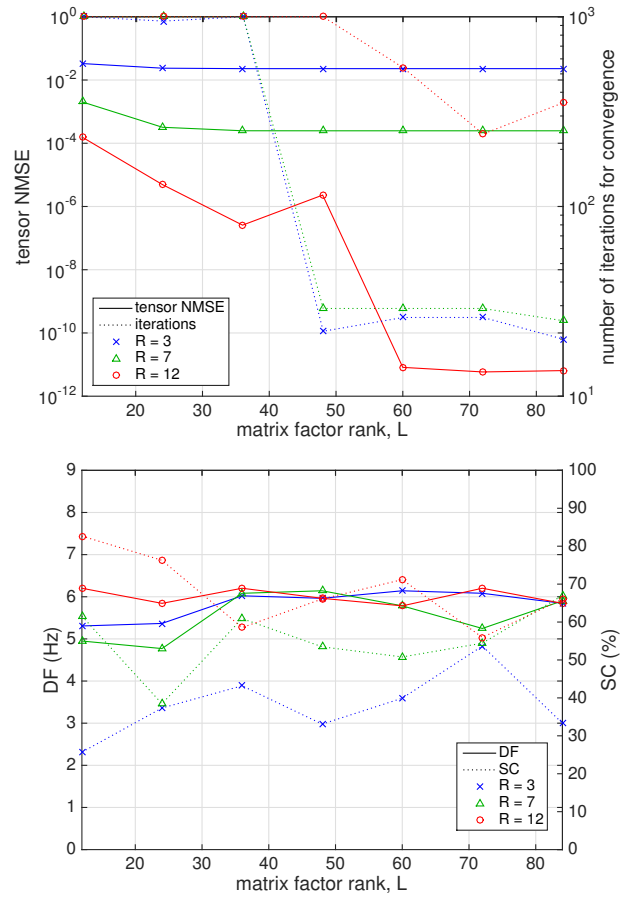 10^0
10^-2
10^-4
10^-6
10^-8
10^-10
10^-12
tensor NMSE
10^3
10^2
10^1
number of iterations for convergence
tensor NMSE
iterations
R = 3
R = 7
R = 12
20 30 40 50 60 70 80
matrix factor rank, L
9
8
7
6
5
4
3
2
1
0
DF (Hz)
100
90
80
70
60
50
40
30
20
10
0
SC (%)
DF
SC
R = 3
R = 7
R = 12
20 30 40 50 60 70 80
matrix factor rank, L